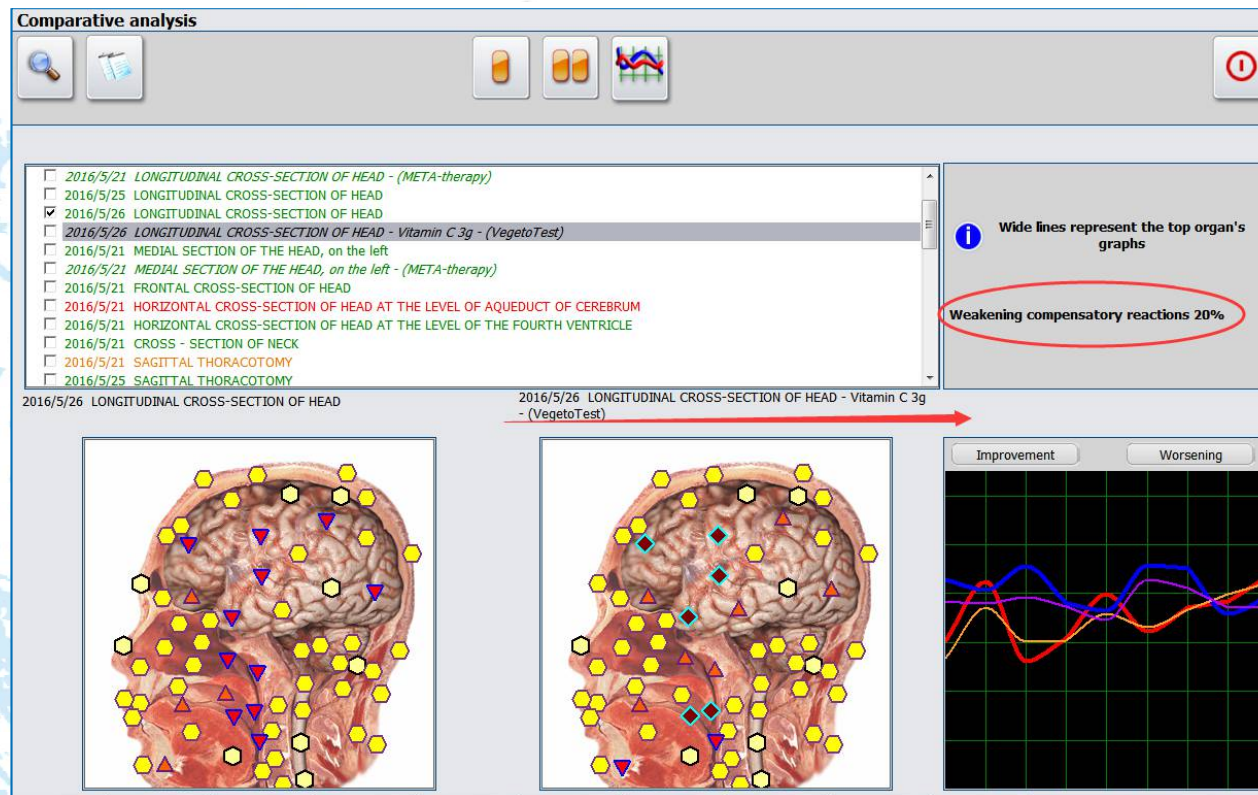 Comparative analysis
2016/5/21 LONGITUDINAL CROSS-SECTION OF HEAD - (META-therapy)
2016/5/25 LONGITUDINAL CROSS-SECTION OF HEAD
2016/5/26 LONGITUDINAL CROSS-SECTION OF HEAD
2016/5/26 LONGITUDINAL CROSS-SECTION OF HEAD - Vitamin C 3g - (VegetoTest)
2016/5/21 MEDIAL SECTION OF THE HEAD, on the left
2016/5/21 MEDIAL SECTION OF THE HEAD, on the left - (META-therapy)
2016/5/21 FRONTAL CROSS-SECTION OF HEAD
2016/5/21 HORIZONTAL CROSS-SECTION OF HEAD AT THE LEVEL OF AQUEDUCT OF CEREBRUM
2016/5/21 HORIZONTAL CROSS-SECTION OF HEAD AT THE LEVEL OF THE FOURTH VENTRICLE
2016/5/21 CROSS - SECTION OF NECK
2016/5/21 SAGITTAL THORACOTOMY
2016/5/25 SAGITTAL THORACOTOMY
Wide lines represent the top organ's
graphs
Weakening compensatory reactions 20%
2016/5/26 LONGITUDINAL CROSS-SECTION OF HEAD
2016/5/26 LONGITUDINAL CROSS-SECTION OF HEAD - Vitamin C 3g
- (VegetoTest)
Improvement
Worsening